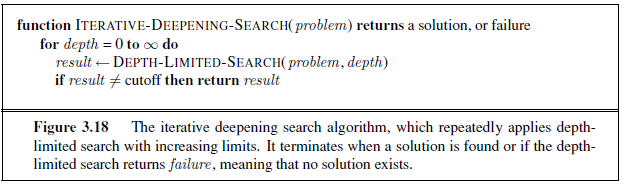 function ITERATIVE-DEEPENING-SEARCH(problem) returns a solution, or failure
for depth = 0 to ∞ do
result ← DEPTH-LIMITED-SEARCH(problem, depth)
if result ≠ cutoff then return result
Figure 3.18 The iterative deepening search algorithm, which repeatedly applies depth-
limited search with increasing limits. It terminates when a solution is found or if the depth-
limited search returns failure, meaning that no solution exists.